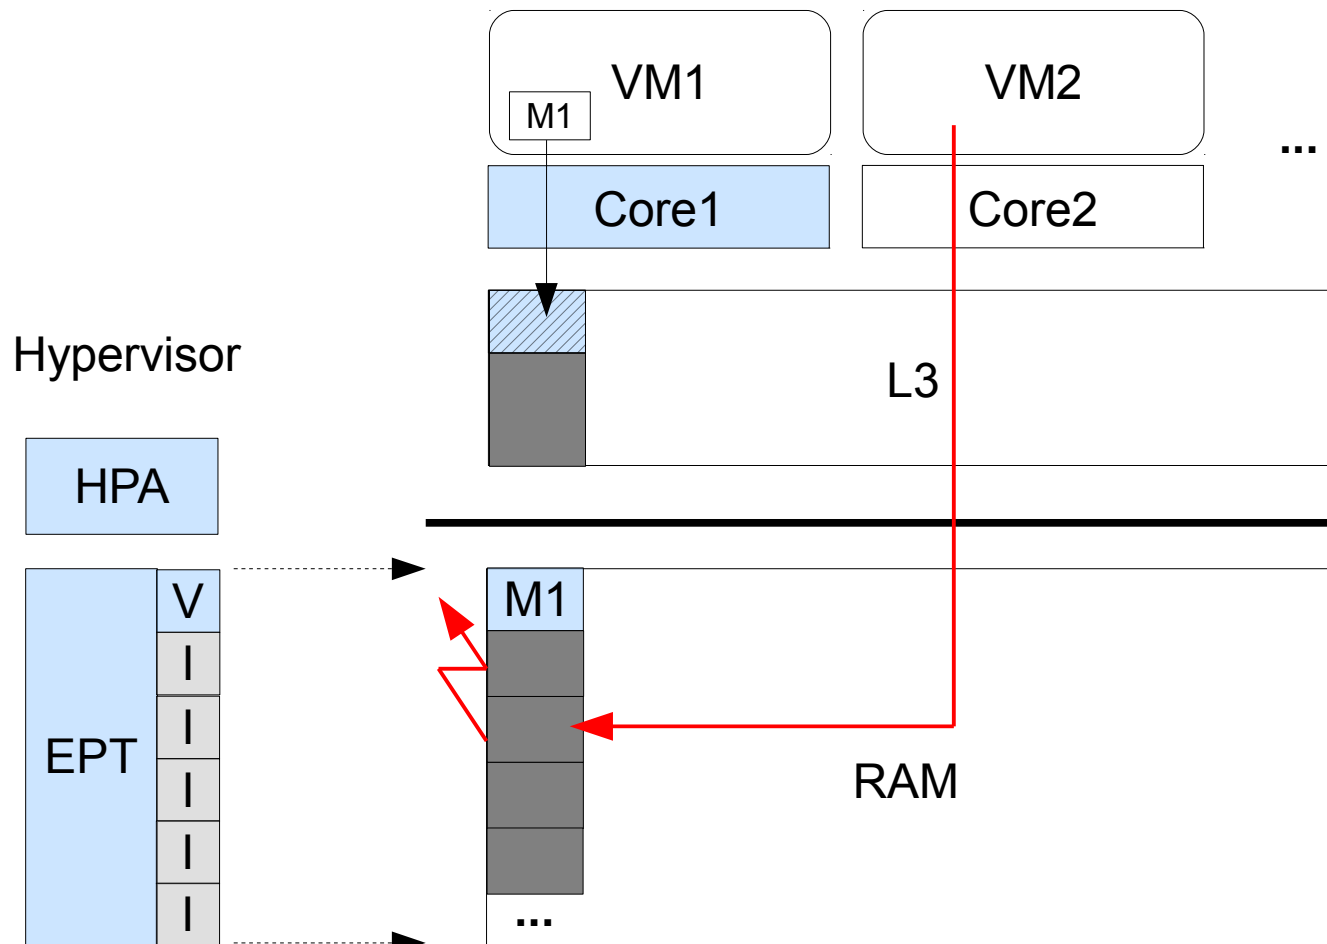 VM1
VM2
M1
...
Core1
Core2
Hypervisor
L3
HPA
EPT
V
I
I
I
I
I
M1
RAM
...